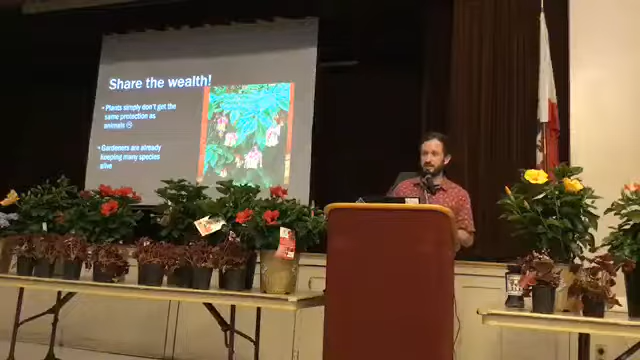 Share the wealth!
• Plants simply don't get the
same protection as
animals ☹
• Gardeners are already
keeping many species
alive